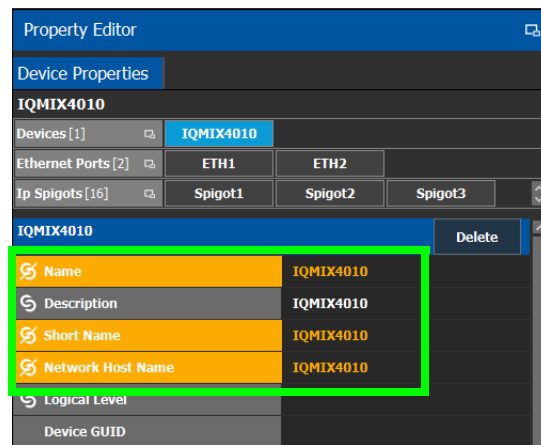 Property Editor
Device Properties
IQMIX4010
Devices [1] IQMIX4010
Ethernet Ports [2] ETH1 ETH2
Ip Spigots [16] Spigot1 Spigot2 Spigot3
IQMIX4010 Delete
Name IQMIX4010
Description IQMIX4010
Short Name IQMIX4010
Network Host Name IQMIX4010
Logical Level
Device GUID